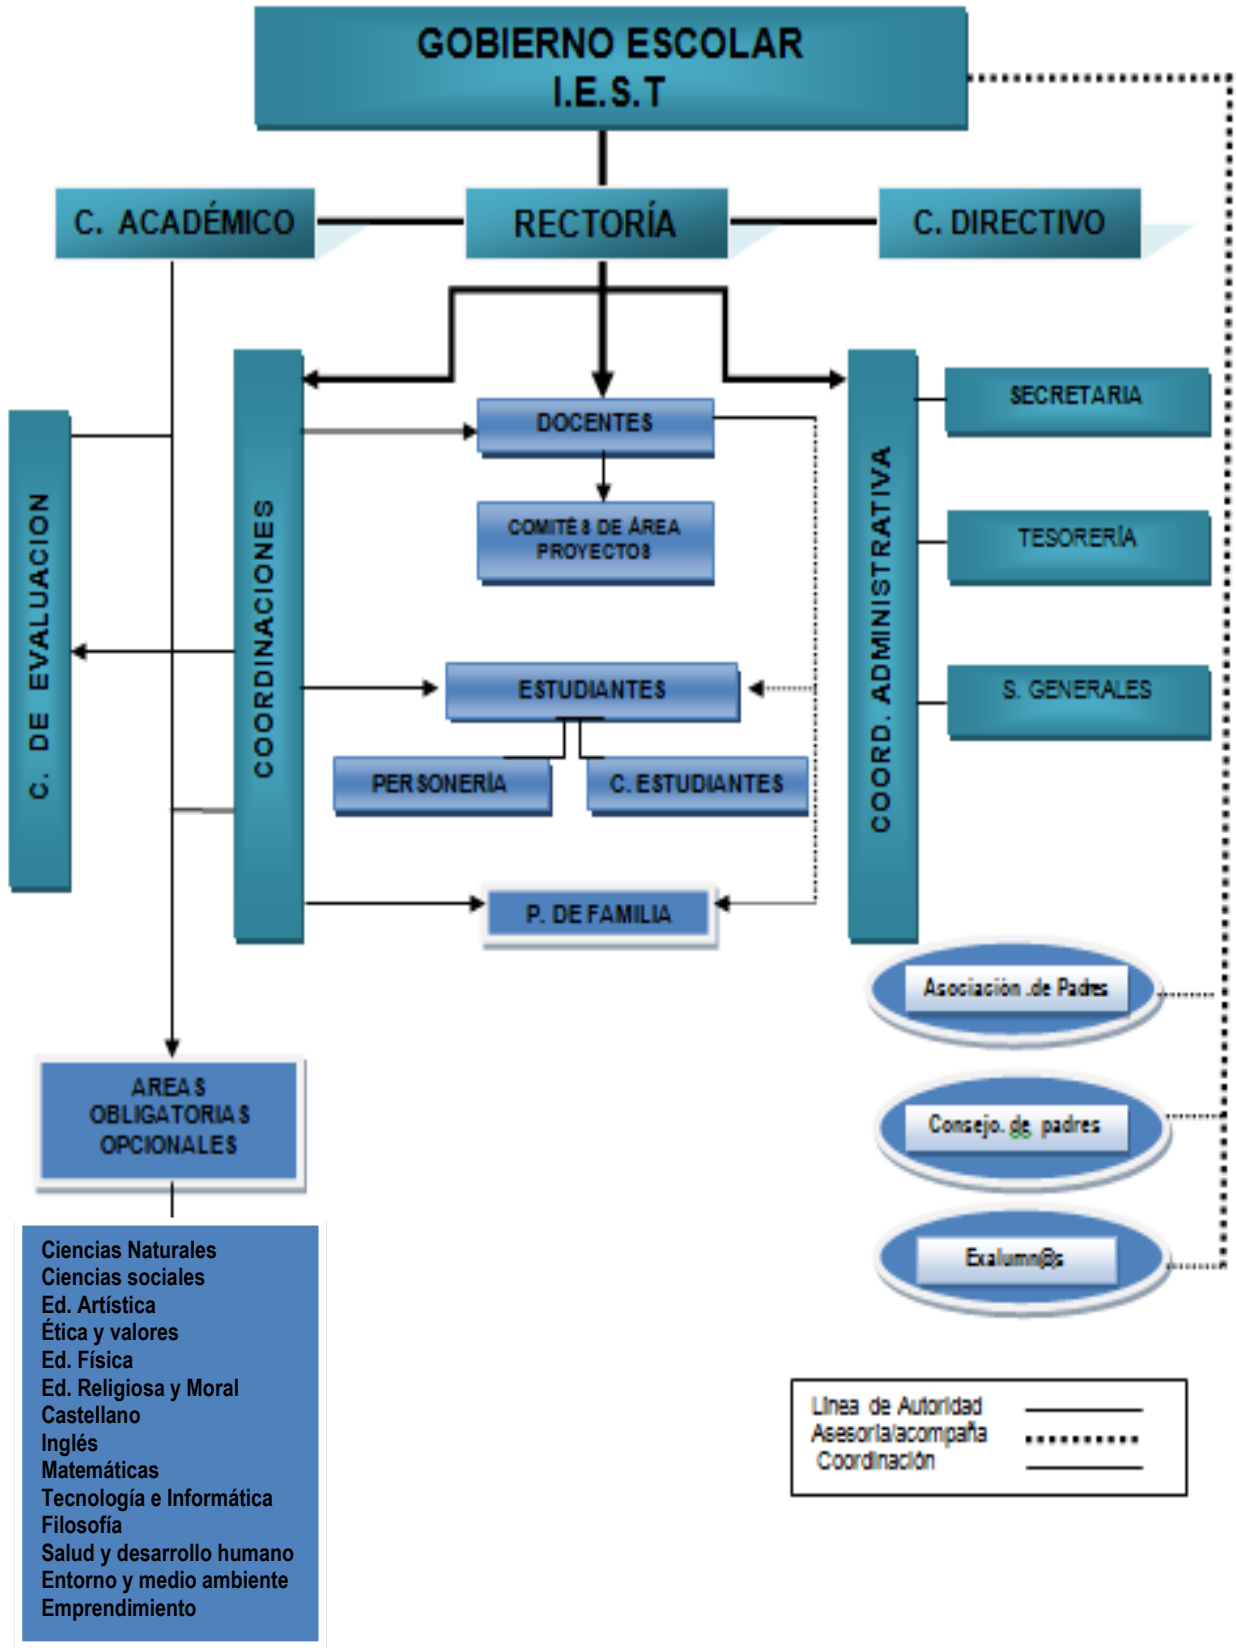 GOBIERNO ESCOLAR
I.E.S.T
C. ACADÉMICO
RECTORÍA
C. DIRECTIVO
C. DE EVALUACION
COORDINACIONES
DOCENTES
COMITÉS DE ÁREA
PROYECTOS
ESTUDIANTES
PERSONERÍA
C. ESTUDIANTES
P. DE FAMILIA
COORD. ADMINISTRATIVA
SECRETARIA
TESORERÍA
S. GENERALES
Asociación .de Padres
Consejo. de padres
Exalumn@s
AREAS
OBLIGATORIAS
OPCIONALES
Ciencias Naturales
Ciencias sociales
Ed. Artística
Ética y valores
Ed. Física
Ed. Religiosa y Moral
Castellano
Inglés
Matemáticas
Tecnología e Informática
Filosofía
Salud y desarrollo humano
Entorno y medio ambiente
Emprendimiento
Línea de Autoridad
Asesoría/acompaña
Coordinación